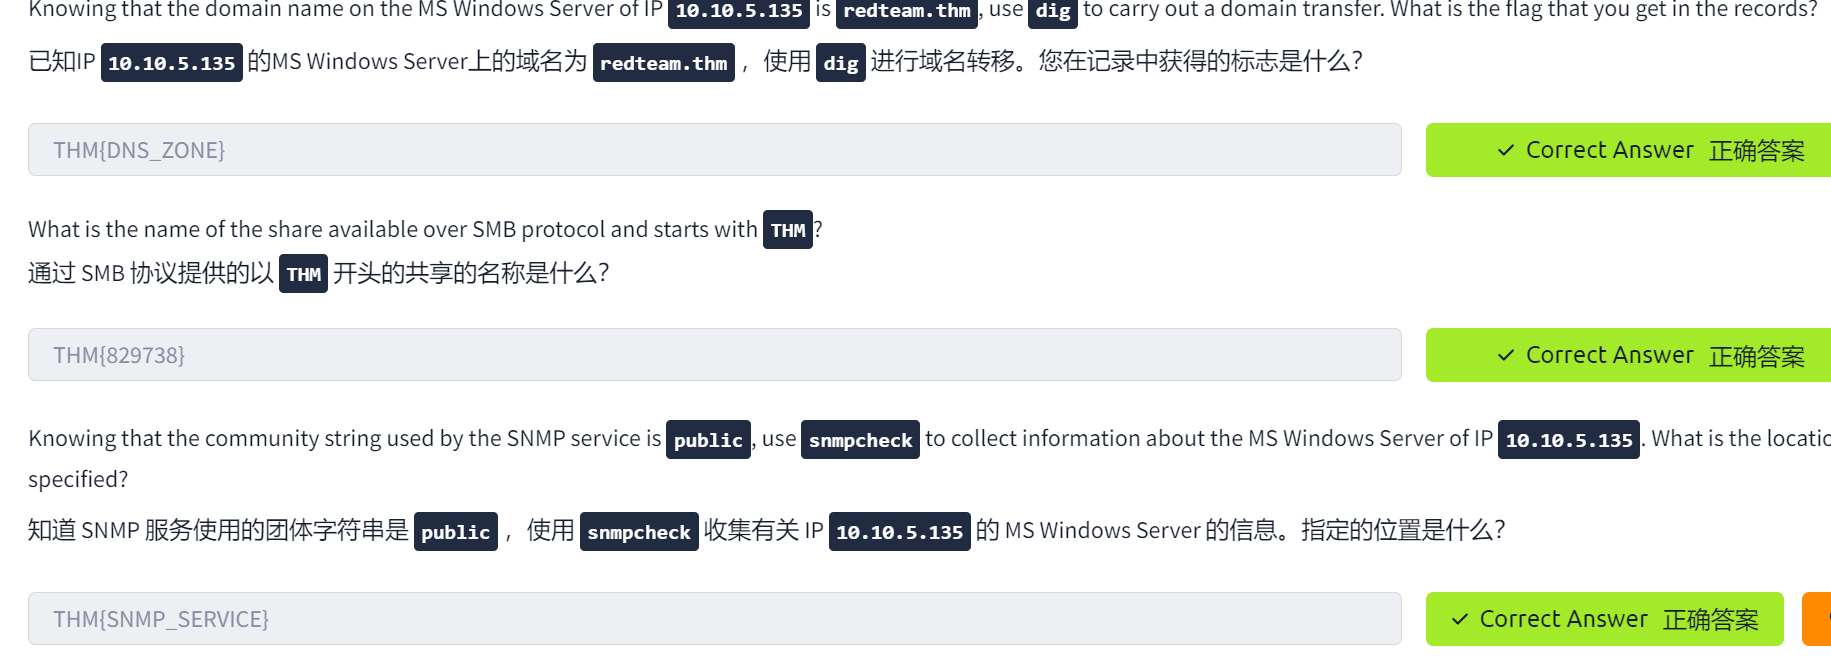 Knowing that the domain name on the MS Windows Server of IP 10.10.5.135 is redteam.thm, use dig to carry out a domain transfer. What is the flag that you get in the records?
已知IP 10.10.5.135 的MS Windows Server上的域名为 redteam.thm ，使用 dig 进行域名转移。您在记录中获得的标志是什么？
THM{DNS_ZONE}
✓ Correct Answer 正确答案
What is the name of the share available over SMB protocol and starts with THM?
通过 SMB 协议提供的以 THM 开头的共享的名称是什么？
THM{829738}
✓ Correct Answer 正确答案
Knowing that the community string used by the SNMP service is public, use snmpcheck to collect information about the MS Windows Server of IP 10.10.5.135. What is the
specified?
知道 SNMP 服务使用的团体字符串是 public ，使用 snmpcheck 收集有关 IP 10.10.5.135 的 MS Windows Server 的信息。指定的位置是什么？
THM{SNMP_SERVICE}
✓ Correct Answer 正确答案